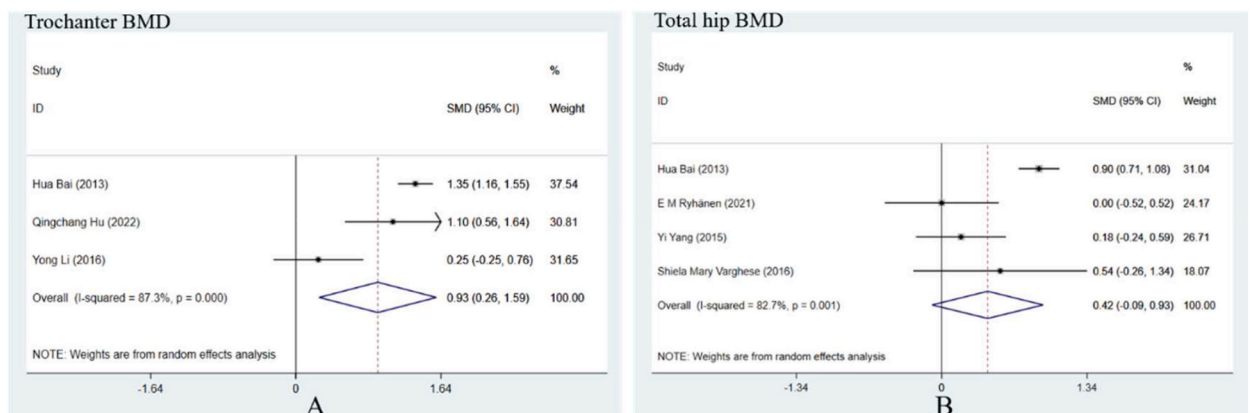 Trochanter BMD
Study %
ID SMD (95% CI) Weight
Hua Bai (2013) 1.35 (1.16, 1.55) 37.54
Qingchang Hu (2022) 1.10 (0.56, 1.64) 30.81
Yong Li (2016) 0.25 (-0.25, 0.76) 31.65
Overall (I-squared = 87.3%, p = 0.000) 0.93 (0.26, 1.59) 100.00
NOTE: Weights are from random effects analysis
-1.64 0 1.64
A
Total hip BMD
Study %
ID SMD (95% CI) Weight
Hua Bai (2013) 0.90 (0.71, 1.08) 31.04
E M Ryhänen (2021) 0.00 (-0.52, 0.52) 24.17
Yi Yang (2015) 0.18 (-0.24, 0.59) 26.71
Shiela Mary Varghese (2016) 0.54 (-0.26, 1.34) 18.07
Overall (I-squared = 82.7%, p = 0.001) 0.42 (-0.09, 0.93) 100.00
NOTE: Weights are from random effects analysis
-1.34 0 1.34
B